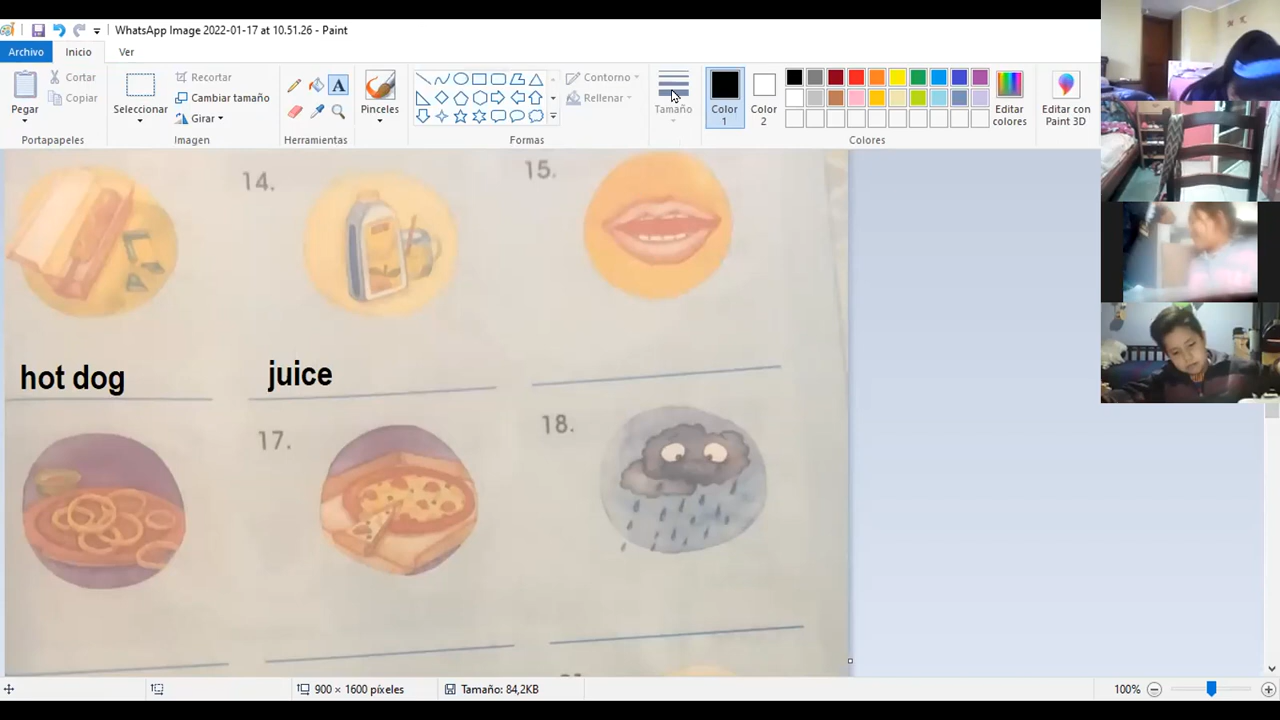 WhatsApp Image 2022-01-17 at 10.51.26 - Paint
Archivo Inicio Ver
Pegar
Cortar
Copiar
Portapapeles
Seleccionar
Recortar
Cambiar tamaño
Girar
Imagen
A
Herramientas
Pinceles
Contorno
Rellenar
Formas
Tamaño
Color 1
Color 2
Editar colores
Colores
Editar con Paint 3D
14.
15.
hot dog
juice
17.
18.
900 × 1600 píxeles
Tamaño: 84,2KB
100%